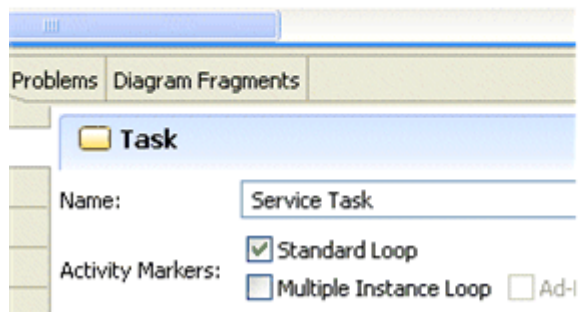 Problems Diagram Fragments
Task
Name: Service Task
Activity Markers:
Standard Loop
Multiple Instance Loop